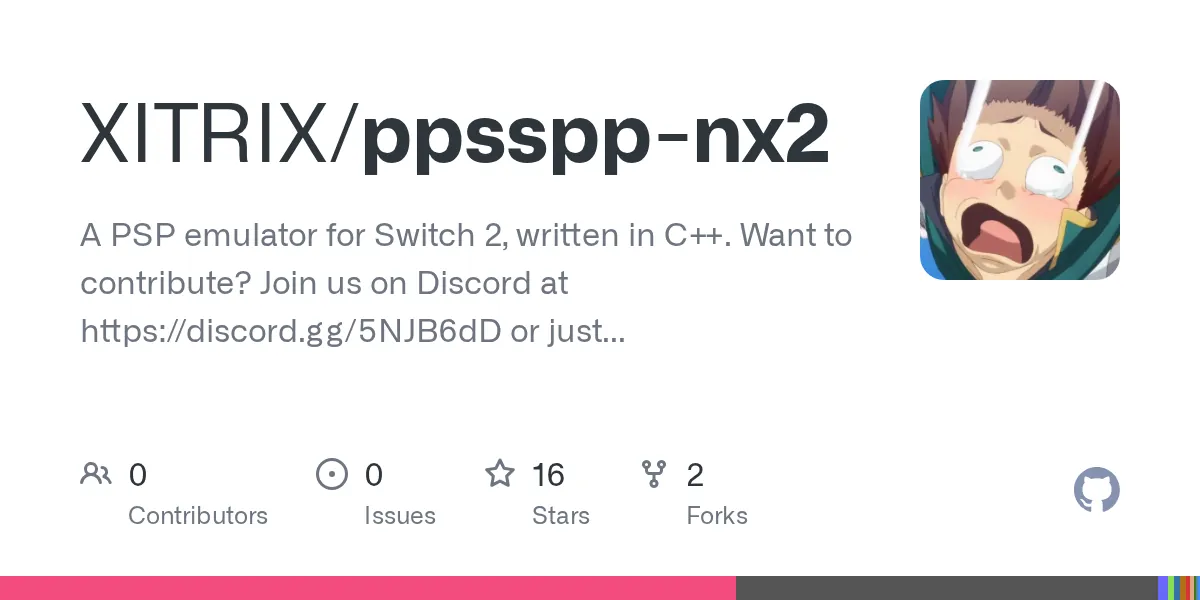 XITRIX/ppsspp-nx2
A PSP emulator for Switch 2, written in C++. Want to
contribute? Join us on Discord at
https://discord.gg/5NJB6dD or just...
0
Contributors
0
Issues
16
Stars
2
Forks